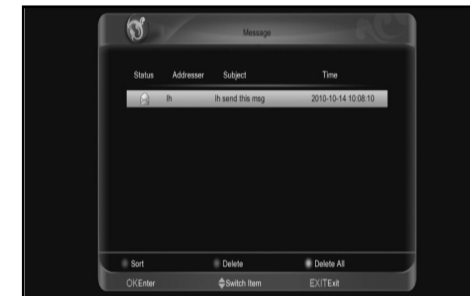 Message
Status Addresser Subject Time
lh lh send this msg 2010-10-14 10:08:10
Sort Delete Delete All
OKEnter Switch Item EXITExit